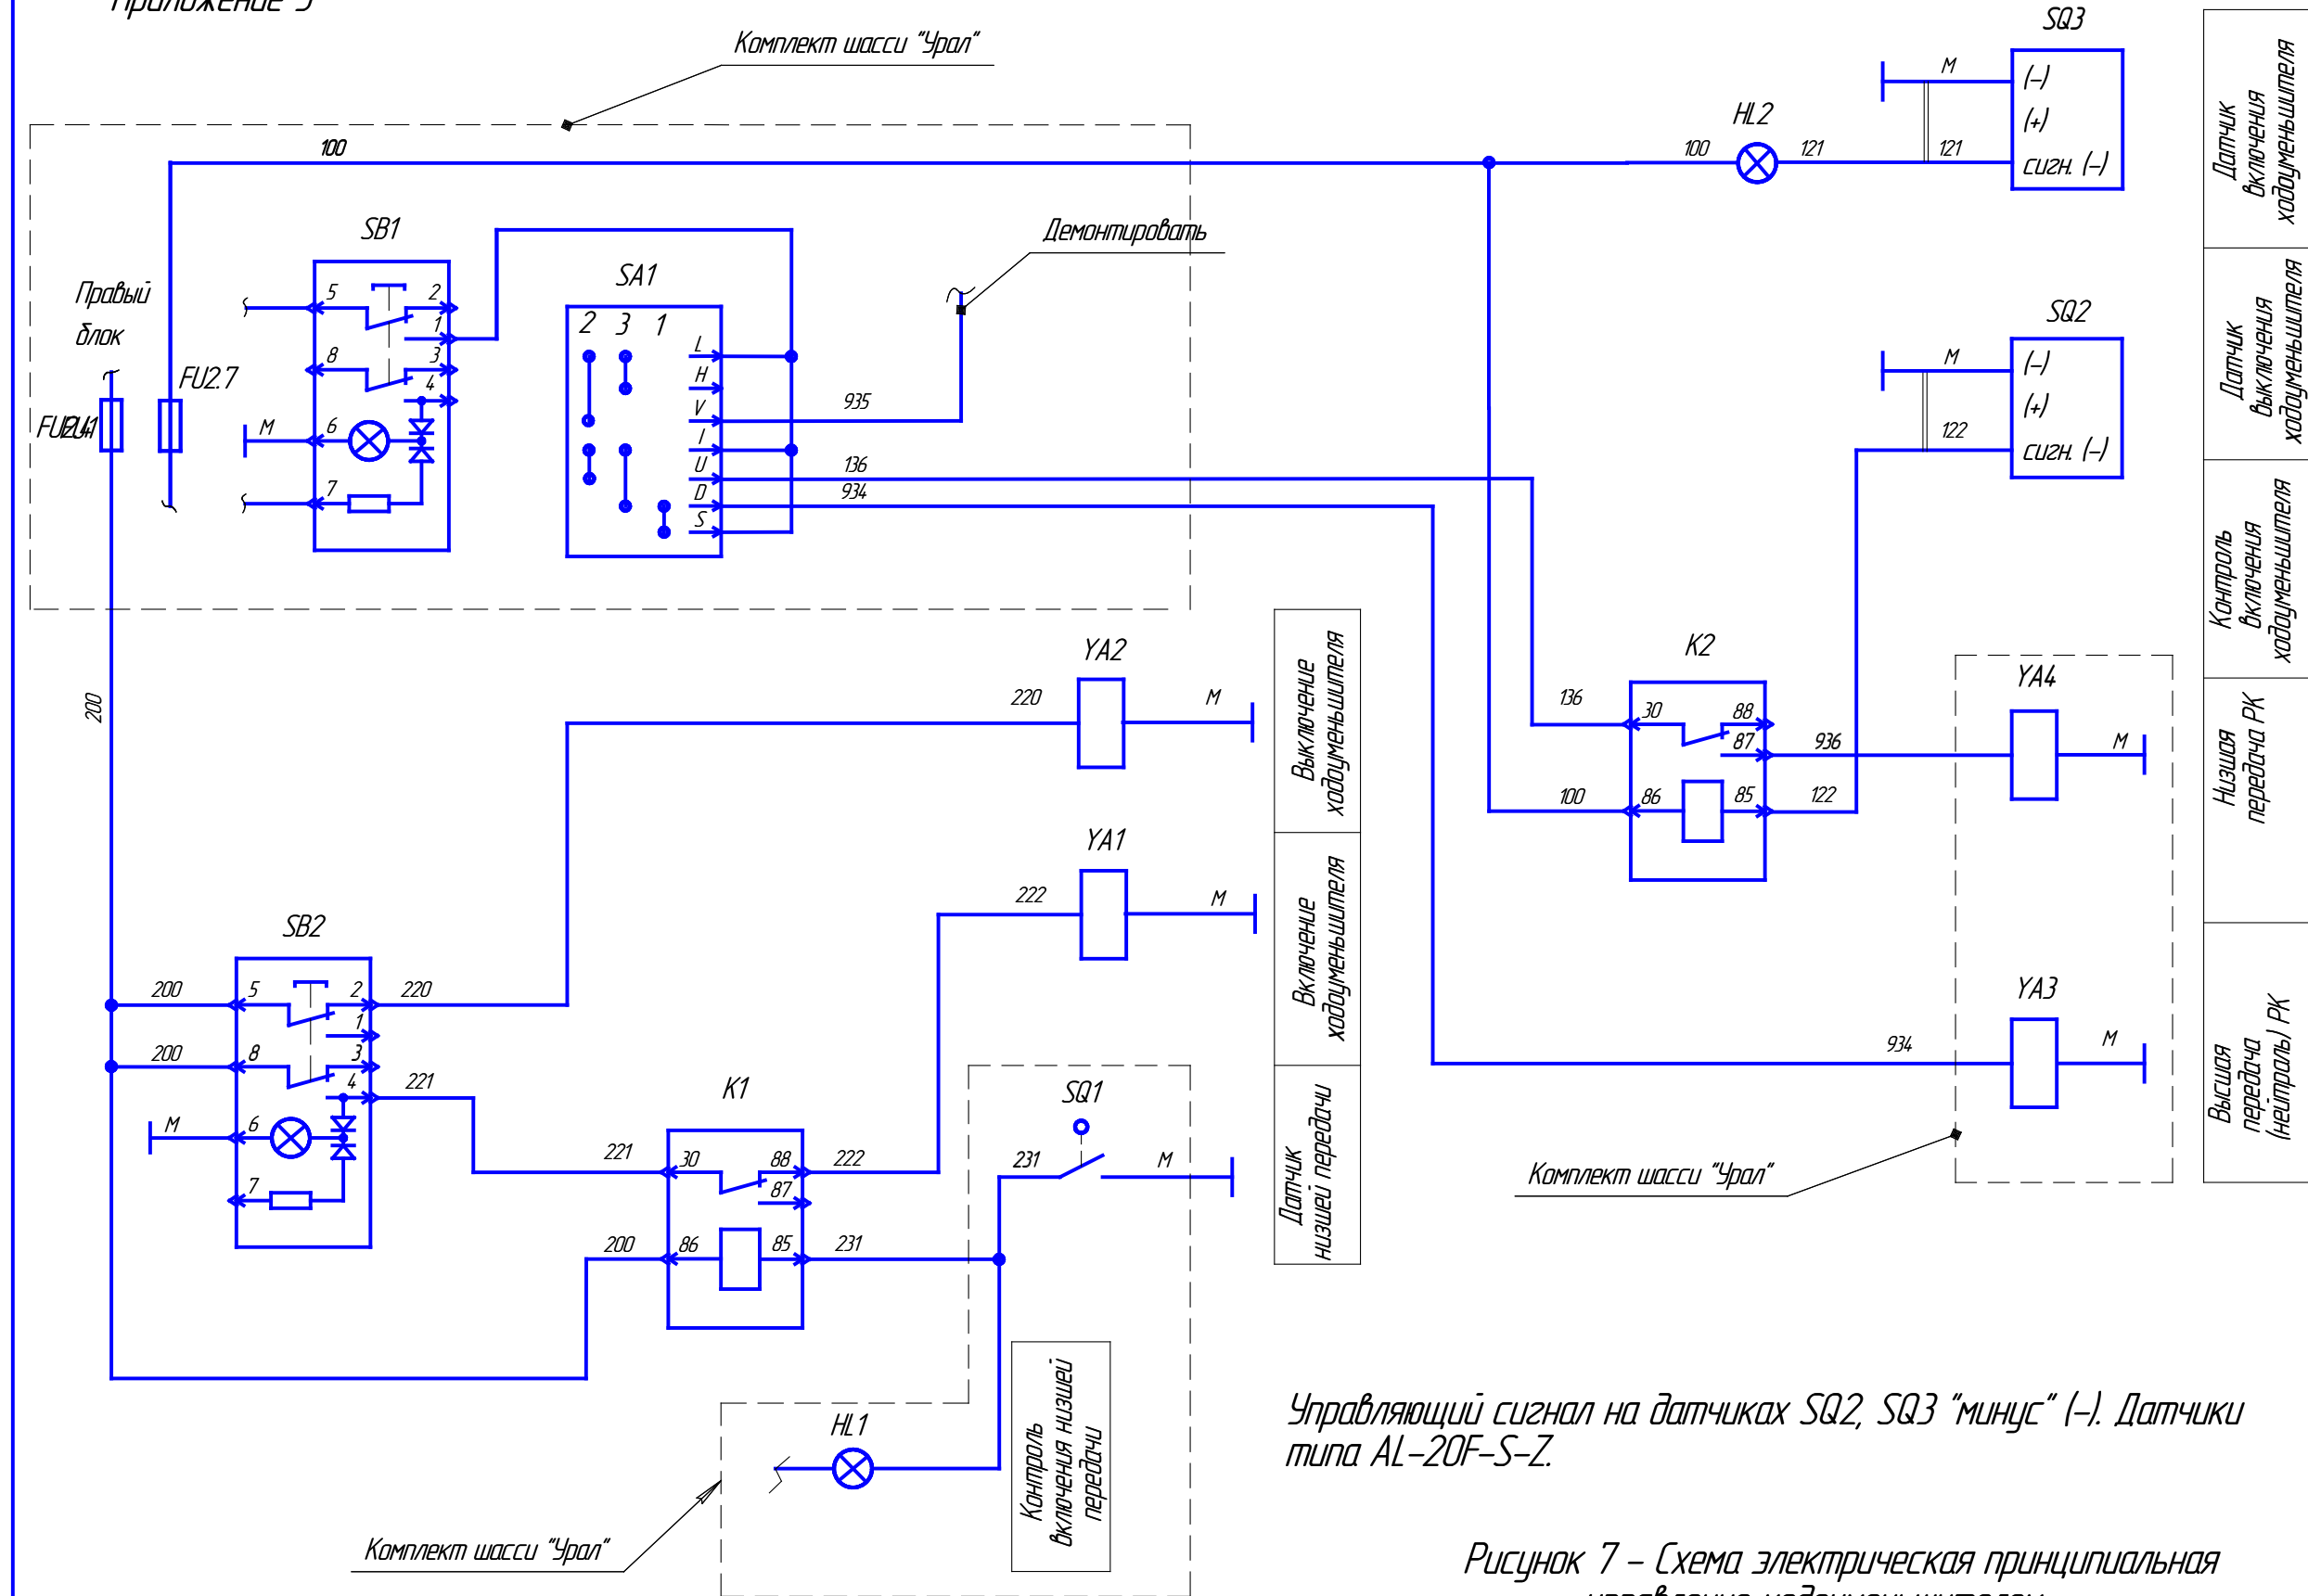 Приложение 3
Комплект шасси "Урал"
100
SB1
5
2
1
8
3
4
М
6
7
Правый
блок
FU2.7
SA1
2 3 1
L
H
V
I
U
D
S
935
136
934
Демонтировать
HL2
100
121
121
SQ3
М
(-)
(+)
сигн. (-)
SQ2
М
(-)
(+)
122
сигн. (-)
Датчик
включения
ходоуменьшителя
Датчик
выключения
ходоуменьшителя
Контроль
включения
ходоуменьшителя
Низшая
передача РК
Высшая
передача
(нейтраль) РК
200
YA2
220
М
YA1
222
М
Выключение
ходоуменьшителя
Включение
ходоуменьшителя
Датчик
низшей передачи
K2
136
30
88
87
936
100
86
85
122
YA4
М
YA3
934
М
Комплект шасси "Урал"
SB2
200
5
2
220
1
200
8
3
4
221
М
6
7
K1
221
30
88
222
87
200
86
85
231
SQ1
231
М
HL1
Контроль
включения низшей
передачи
Комплект шасси "Урал"
Управляющий сигнал на датчиках SQ2, SQ3 "минус" (-). Датчики
типа AL-20F-S-Z.
Рисунок 7 - Схема электрическая принципиальная